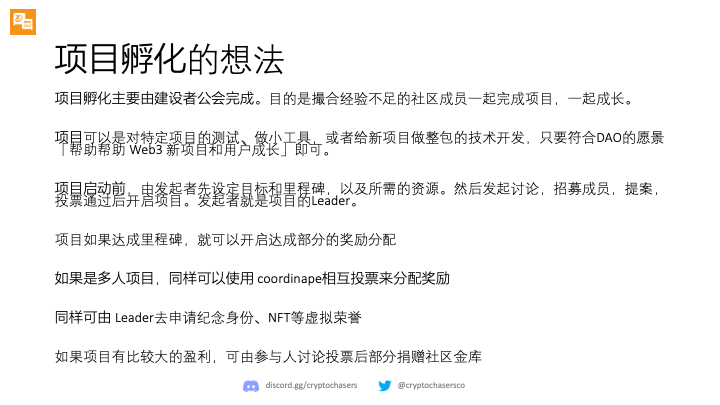 项目孵化的想法
项目孵化主要由建设者公会完成。目的是撮合经验不足的社区成员一起完成项目，一起成长。
项目可以是对特定项目的测试、做小工具，或者给新项目做整包的技术开发，只要符合DAO的愿景
「帮助帮助 Web3 新项目和用户成长」即可。
项目启动前，由发起者先设定目标和里程碑，以及所需的资源。然后发起讨论，招募成员，提案，
投票通过后开启项目。发起者就是项目的Leader。
项目如果达成里程碑，就可以开启达成部分的奖励分配
如果是多人项目，同样可以使用 coordinape相互投票来分配奖励
同样可由 Leader去申请纪念身份、NFT等虚拟荣誉
如果项目有比较大的盈利，可由参与人讨论投票后部分捐赠社区金库
discord.gg/cryptochasers @cryptochasersco